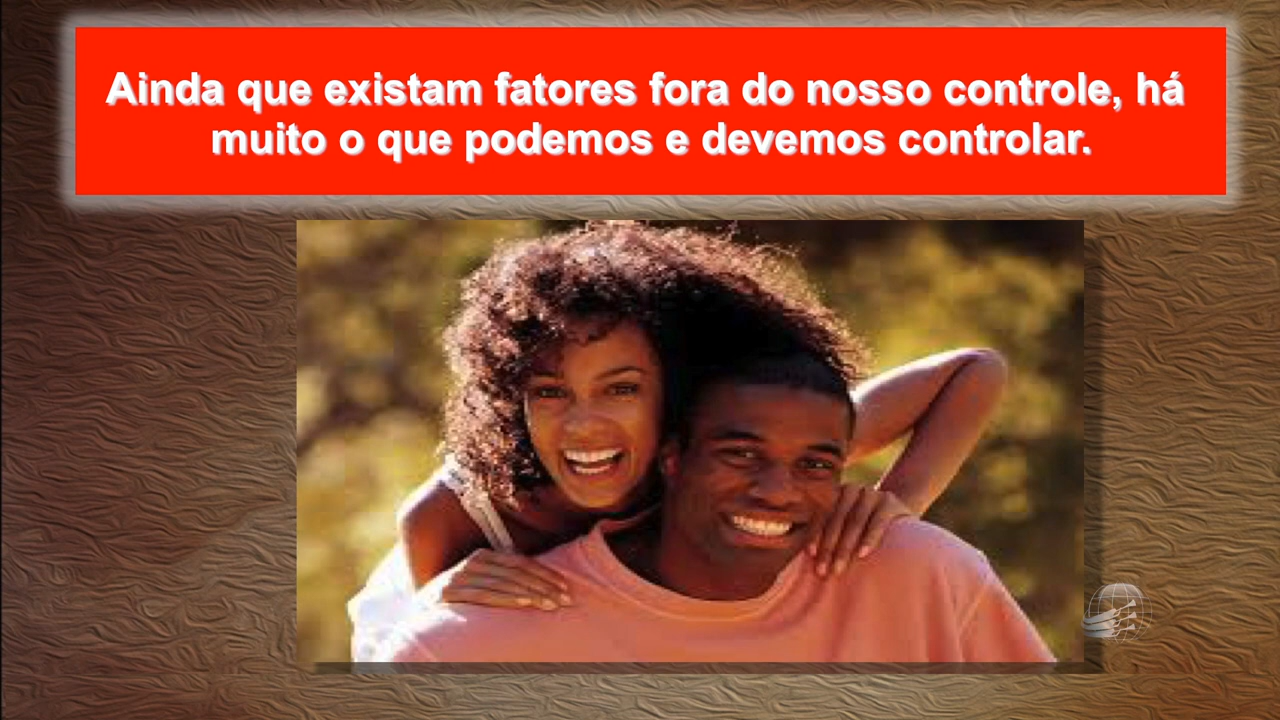 Ainda que existam fatores fora do nosso controle, há
muito o que podemos e devemos controlar.